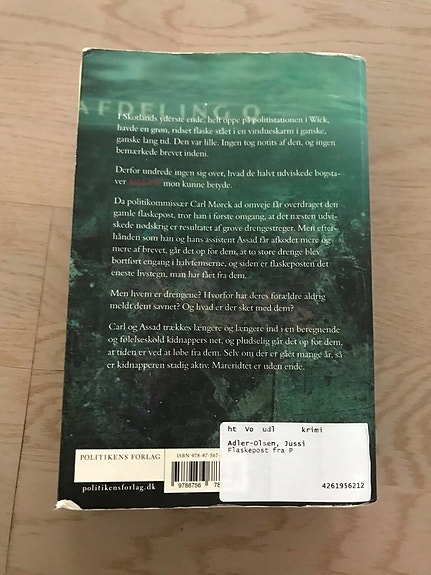 AFDELING Q
I Skotlands yderste ende, helt oppe på politistationen i Wick,
havde en grøn, ridset flaske stået i en vindueskarm i ganske,
ganske lang tid. Den var lille. Ingen tog notits af den, og ingen
bemærkede brevet indeni.
Derfor undrede ingen sig over, hvad de halvt udviskede bogsta-
ver mon kunne betyde.
Da politikommissær Carl Mørck ad omveje får overdraget den
gamle flaskepost, tror han i første omgang, at det næsten udvi-
skede nødskrig er resultatet af grove drengestreger. Men efter-
hånden som han og hans assistent Assad får afkodet mere og
mere af brevet, går det op for dem, at to store drenge blev
bortført engang i halvfemserne, og siden er flaskeposten det
eneste livstegn, man har fået fra dem.
Men hvem er drengene? Hvorfor har deres forældre aldrig
meldt dem savnet? Og hvad er der sket med dem?
Carl og Assad trækkes længere og længere ind i en beregnende
og følelseskold kidnappers net, og pludselig går det op for dem,
at tiden er ved at løbe fra dem. Selv om der er gået mange år, så
er kidnapperen stadig aktiv. Mareridtet er uden ende.
ht Vo udl krimi
Adler-Olsen, Jussi
Flaskepost fra P
4261956212
POLITIKENS FORLAG
ISBN 978-87-567-
9788756 78
politikensforlag.dk